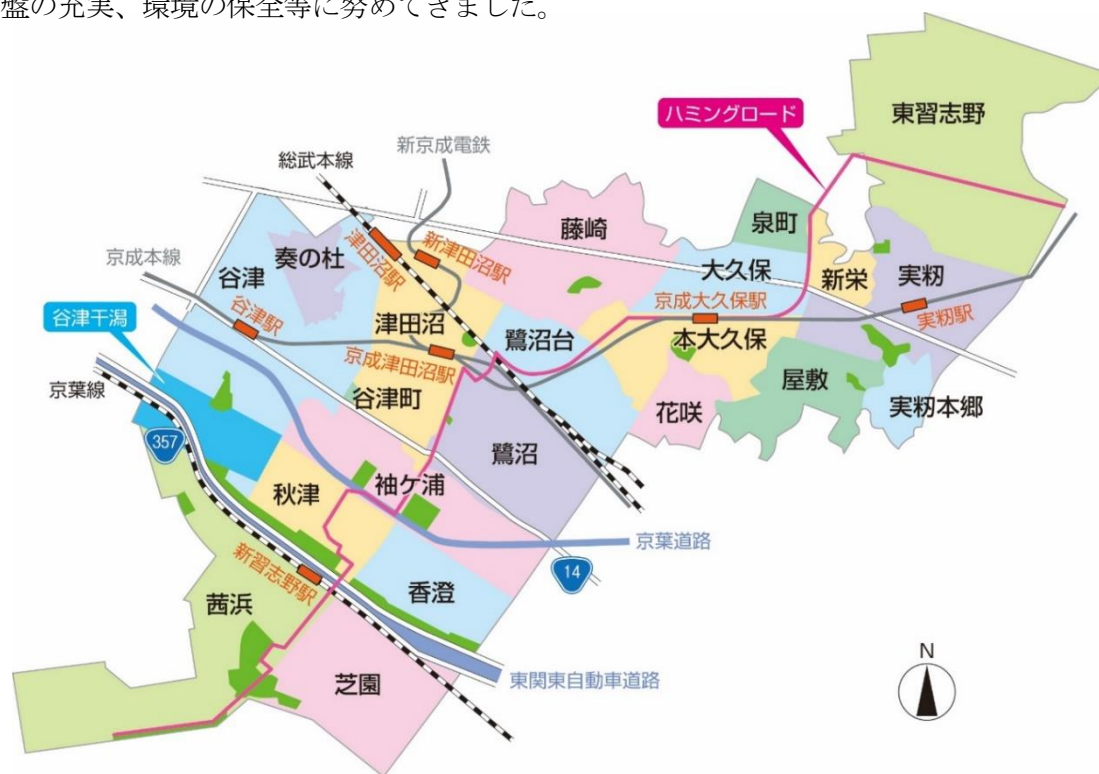 盤の充実、環境の保全等に努めてきました。
東習志野
ハミングロード
新京成電鉄
総武本線
藤崎
泉町
津田沼駅
新津田沼駅
奏の杜
京成本線
谷津
大久保
新栄
実籾
京成大久保駅
実籾駅
谷津駅
谷津干潟
津田沼
鷺沼台
本大久保
京成津田沼駅
京葉線
谷津町
屋敷
花咲
実籾本郷
357
鷺沼
秋津
袖ケ浦
京葉道路
14
新習志野駅
香澄
茜浜
N
東関東自動車道路
芝園